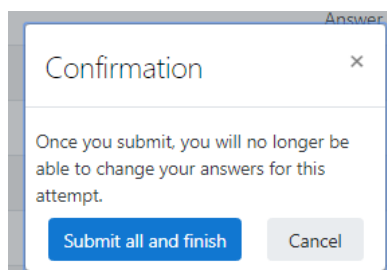 Answer
Confirmation ×
Once you submit, you will no longer be
able to change your answers for this
attempt.
Submit all and finish Cancel